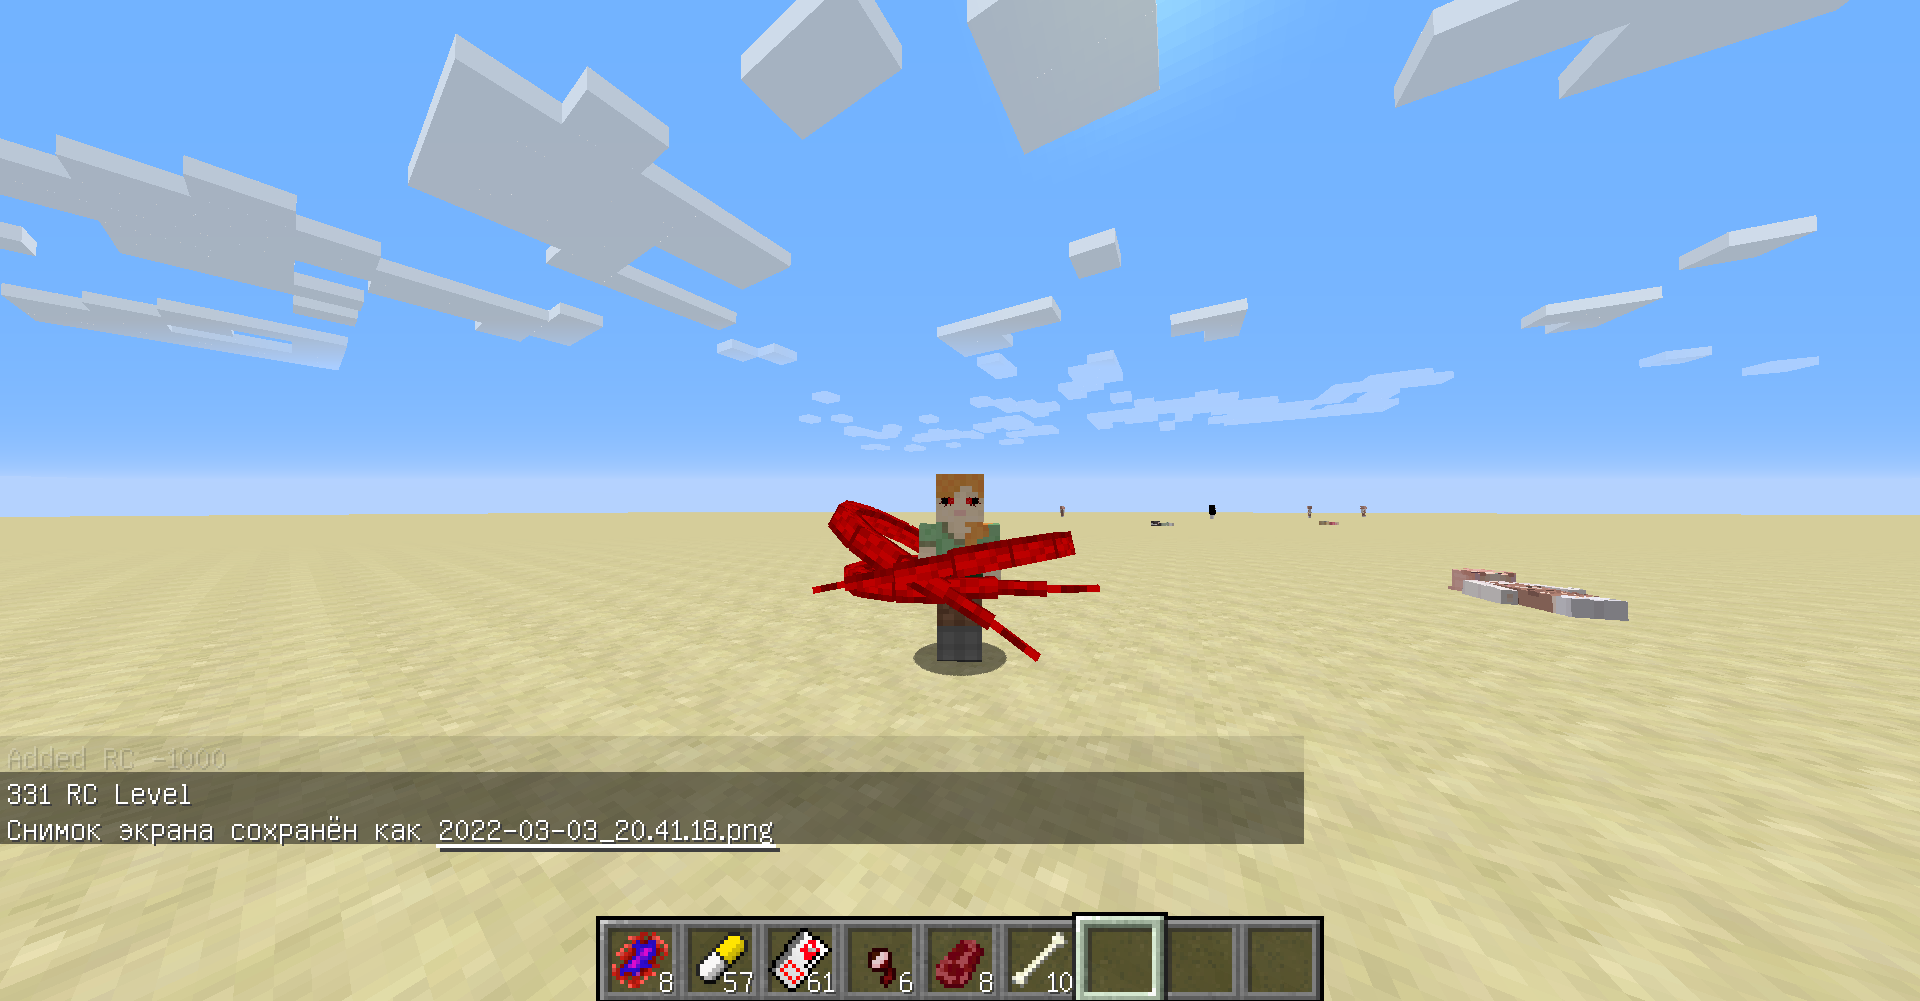 Added RC -1000
331 RC Level
Снимок экрана сохранён как 2022-03-03_20.41.18.png
8 57 61 6 8 10